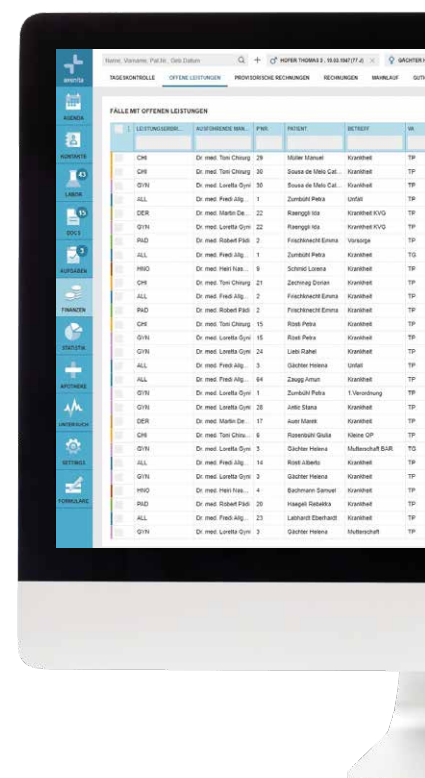 Name, Vorname, Pat.Nr., Geb.Datum + HOFER THOMAS 3 , 10.03.1947 (77 J) × GÄCHTER H
TAGESKONTROLLE OFFENE LEISTUNGEN PROVISORISCHE RECHNUNGEN RECHNUNGEN MAHNLAUF GUTH
amenita
AGENDA
KONTAKTE
43
LABOR
15
DOCS
3
AUFGABEN
FINANZEN
STATISTIK
APOTHEKE
UNTERSUCH
SETTINGS
FORMULARE
FÄLLE MIT OFFENEN LEISTUNGEN
LEISTUNGSERBRI... AUSFÜHRENDE MAN... P'NR. PATIENT BETREFF VA
CHI Dr. med. Toni Chirurg 29 Müller Manuel Krankheit TP
CHI Dr. med. Toni Chirurg 30 Sousa de Melo Cat... Krankheit TP
GYN Dr. med. Loretta Gyni 30 Sousa de Melo Cat... Krankheit TP
ALL Dr. med. Fredi Allg... 1 Zumbühl Petra Unfall TP
DER Dr. med. Martin De... 22 Raenggli Ida Krankheit KVG TP
GYN Dr. med. Loretta Gyni 22 Raenggli Ida Krankheit KVG TP
PÄD Dr. med. Robert Pädi 2 Frischknecht Emma Vorsorge TP
ALL Dr. med. Fredi Allg... 1 Zumbühl Petra Krankheit TG
HNO Dr. med. Heiri Nas... 9 Schmid Lorena Krankheit TP
CHI Dr. med. Toni Chirurg 21 Zechinag Dorian Krankheit TP
ALL Dr. med. Fredi Allg... 2 Frischknecht Emma Krankheit TP
PÄD Dr. med. Robert Pädi 2 Frischknecht Emma Krankheit TP
CHI Dr. med. Toni Chirurg 15 Rösti Petra Krankheit TP
GYN Dr. med. Loretta Gyni 15 Rösti Petra Krankheit TP
GYN Dr. med. Loretta Gyni 24 Liebi Rahel Krankheit TP
ALL Dr. med. Fredi Allg... 3 Gächter Helena Unfall TP
ALL Dr. med. Fredi Allg... 64 Zaugg Amun Krankheit TP
GYN Dr. med. Loretta Gyni 1 Zumbühl Petra 1.Verordnung TP
GYN Dr. med. Loretta Gyni 28 Antic Stana Krankheit TP
DER Dr. med. Martin De... 17 Auer Marek Krankheit TP
CHI Dr. med. Toni Chiru... 6 Rosenbühl Giulia Kleine OP TP
GYN Dr. med. Loretta Gyni 3 Gächter Helena Mutterschaft BAR TG
ALL Dr. med. Fredi Allg... 14 Rösti Alberto Krankheit TP
GYN Dr. med. Loretta Gyni 3 Gächter Helena Krankheit TP
HNO Dr. med. Heiri Nas... 4 Bachmann Samuel Krankheit TP
PÄD Dr. med. Robert Pädi 20 Haegeli Rebekka Krankheit TP
ALL Dr. med. Fredi Allg... 23 Labhardt Eberhardt Krankheit TP
GYN Dr. med. Loretta Gyni 3 Gächter Helena Mutterschaft TP